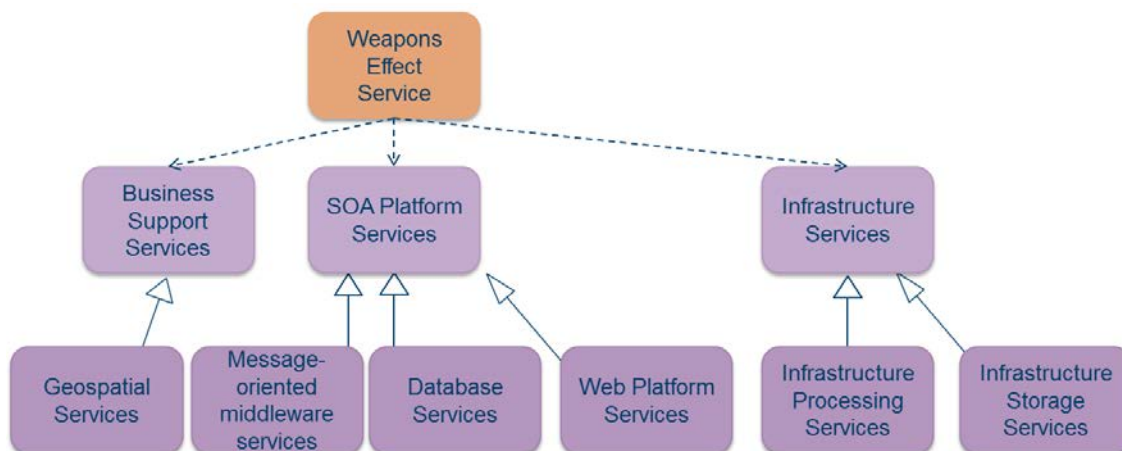 Weapons
Effect
Service
Business
Support
Services
SOA Platform
Services
Infrastructure
Services
Geospatial
Services
Message-
oriented
middleware
services
Database
Services
Web Platform
Services
Infrastructure
Processing
Services
Infrastructure
Storage
Services